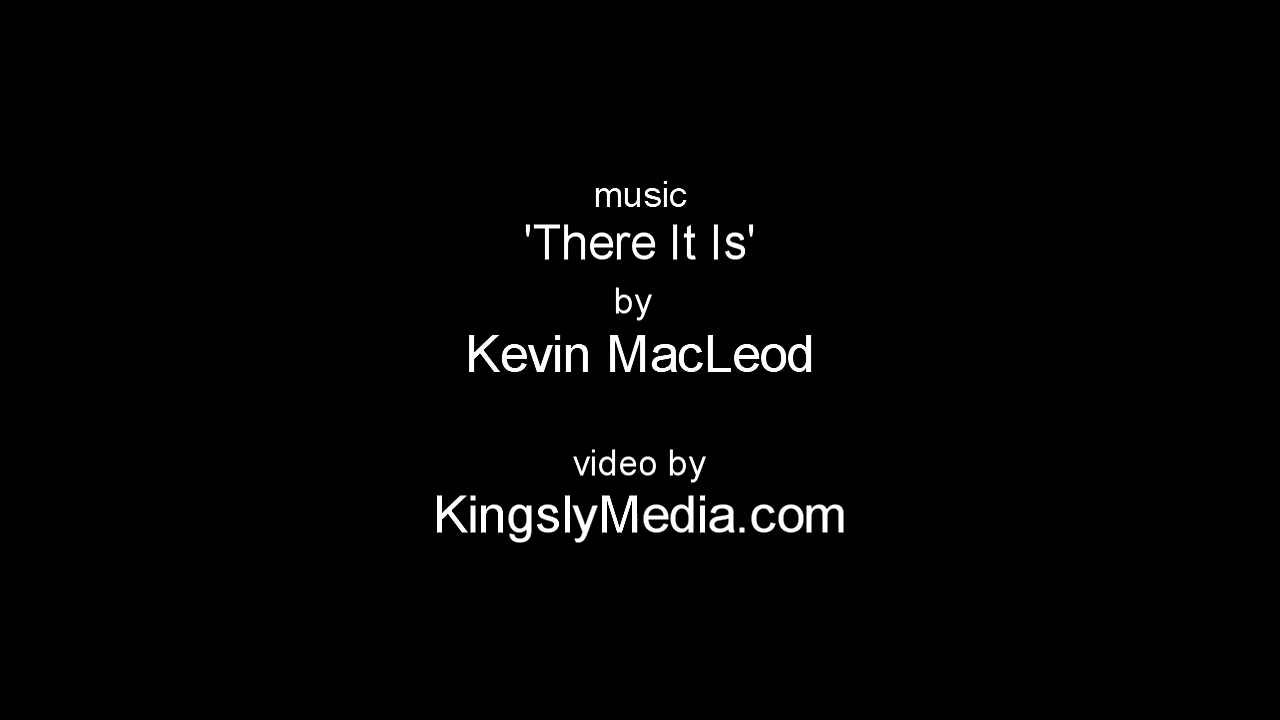 music
'There It Is'
by
Kevin MacLeod
video by
KingslyMedia.com